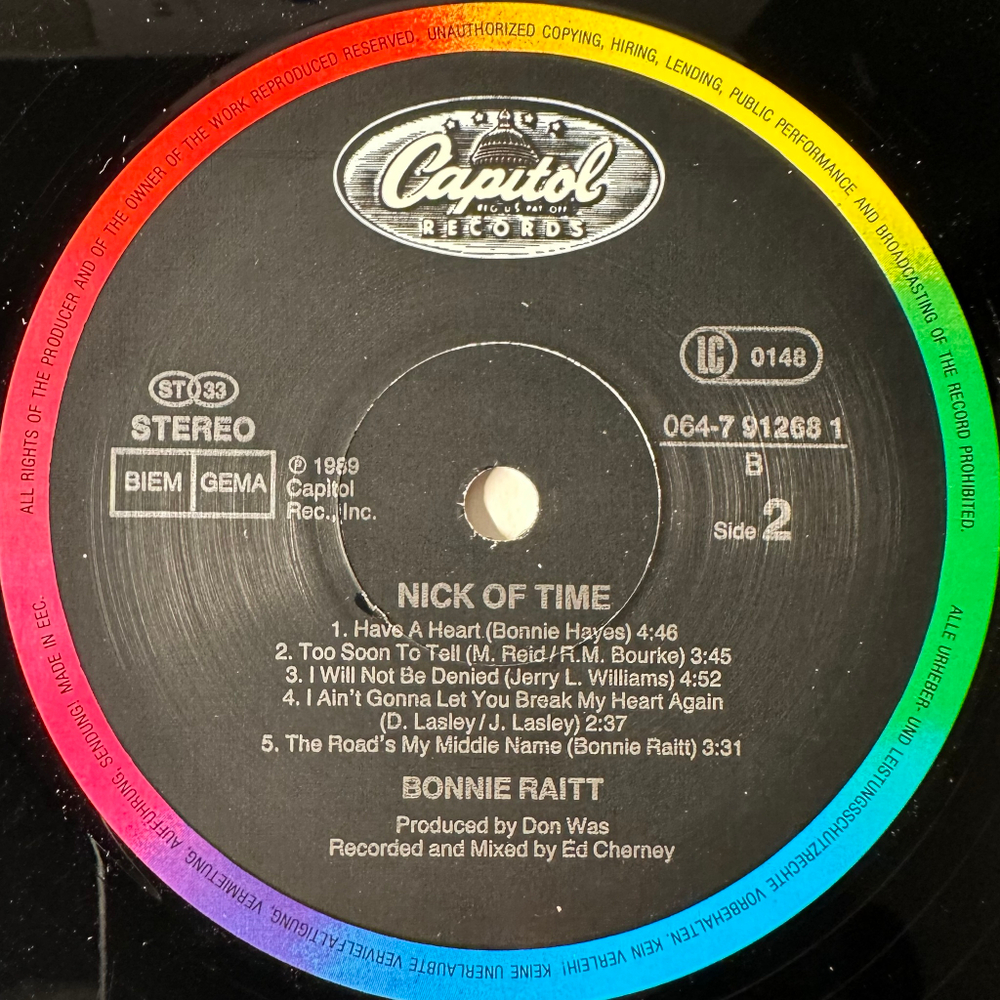 ALL RIGHTS OF THE PRODUCER AND OF THE OWNER OF THE WORK REPRODUCED RESERVED. UNAUTHORIZED COPYING, HIRING, LENDING, PUBLIC PERFORMANCE AND BROADCASTING OF THE RECORD PROHIBITED.
Capitol
REG US PAT OFF
RECORDS
LC 0148
ST 33
STEREO
BIEM GEMA
℗ 1989
Capitol
Rec., Inc.
064-7 91268 1
B
Side 2
NICK OF TIME
1. Have A Heart (Bonnie Hayes) 4:46
2. Too Soon To Tell (M. Reid/R.M. Bourke) 3:45
3. I Will Not Be Denied (Jerry L. Williams) 4:52
4. I Ain't Gonna Let You Break My Heart Again
(D. Lasley/J. Lasley) 2:37
5. The Road's My Middle Name (Bonnie Raitt) 3:31
BONNIE RAITT
Produced by Don Was
Recorded and Mixed by Ed Cherney
ALLE URHEBER- UND LEISTUNGSSCHUTZRECHTE VORBEHALTEN. KEIN VERLEIH! KEINE UNERLAUBTE VERVIELFÄLTIGUNG, VERMIETUNG, AUFFÜHRUNG, SENDUNG! MADE IN EEC.